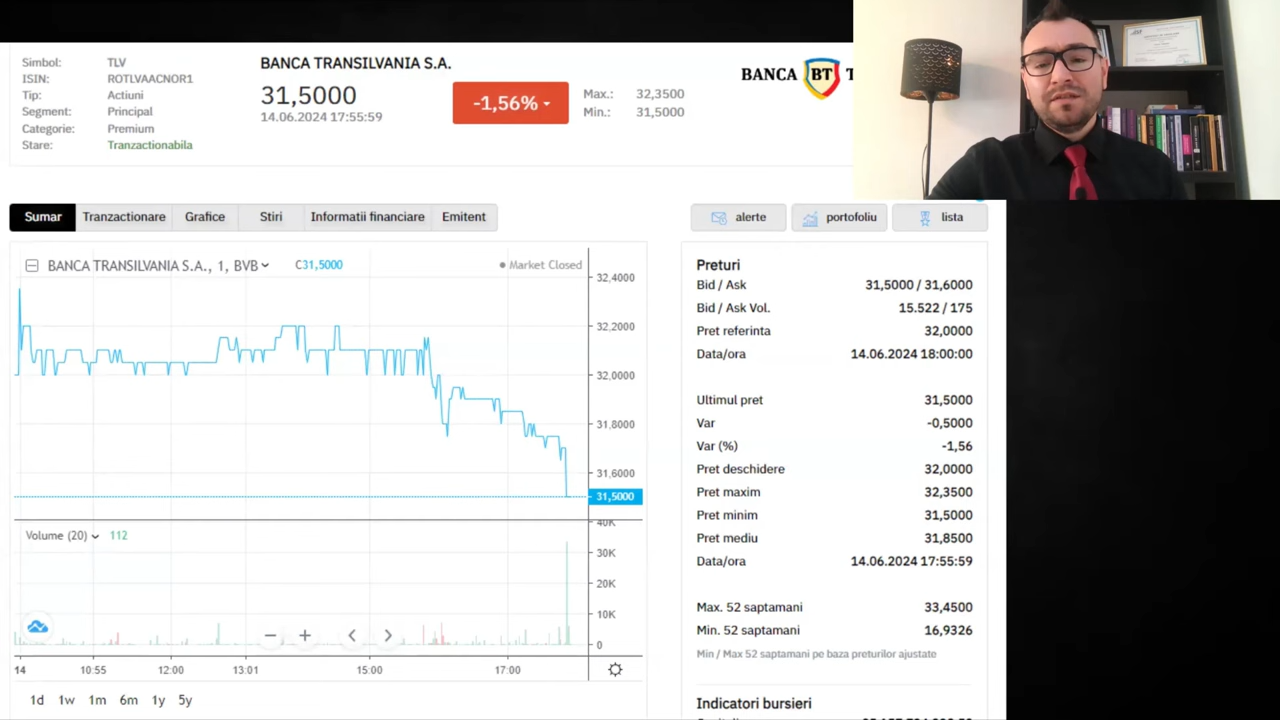 Simbol: TLV
ISIN: ROTLVAACNOR1
Tip: Actiuni
Segment: Principal
Categorie: Premium
Stare: Tranzactionabila
BANCA TRANSILVANIA S.A.
31,5000
14.06.2024 17:55:59
-1,56%
Max.: 32,3500
Min.: 31,5000
BANCA BT T
Sumar Tranzactionare Grafice Stiri Informatii financiare Emitent
alerte portofoliu lista
BANCA TRANSILVANIA S.A., 1, BVB C31,5000 Market Closed
32,4000
32,2000
32,0000
31,8000
31,6000
31,5000
Volume (20) 112
40K
30K
20K
10K
0
14 10:55 12:00 13:01 15:00 17:00
1d 1w 1m 6m 1y 5y
Preturi
Bid / Ask 31,5000 / 31,6000
Bid / Ask Vol. 15.522 / 175
Pret referinta 32,0000
Data/ora 14.06.2024 18:00:00
Ultimul pret 31,5000
Var -0,5000
Var (%) -1,56
Pret deschidere 32,0000
Pret maxim 32,3500
Pret minim 31,5000
Pret mediu 31,8500
Data/ora 14.06.2024 17:55:59
Max. 52 saptamani 33,4500
Min. 52 saptamani 16,9326
Min / Max 52 saptamani pe baza preturilor ajustate
Indicatori bursieri